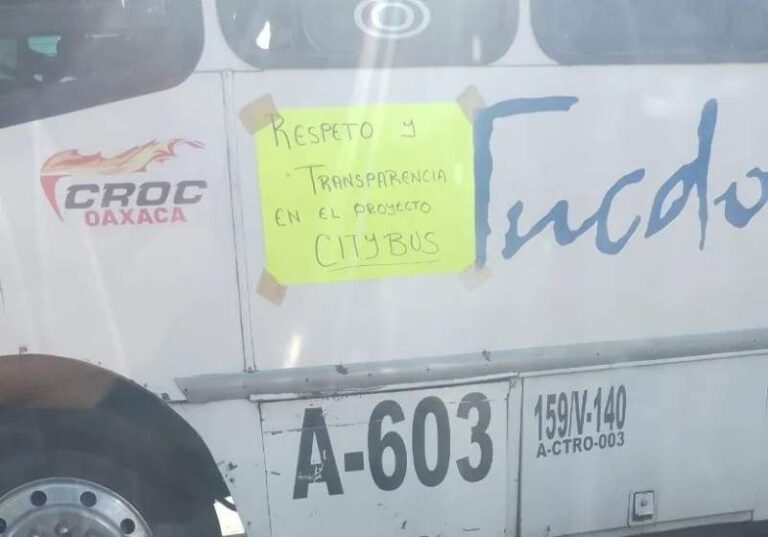 RESPETO Y
TRANSPARENCIA
EN EL PROYECTO
CITYBUS
CROC
OAXACA
Tucdo
A-603
159/V-140
A-CTRO-003